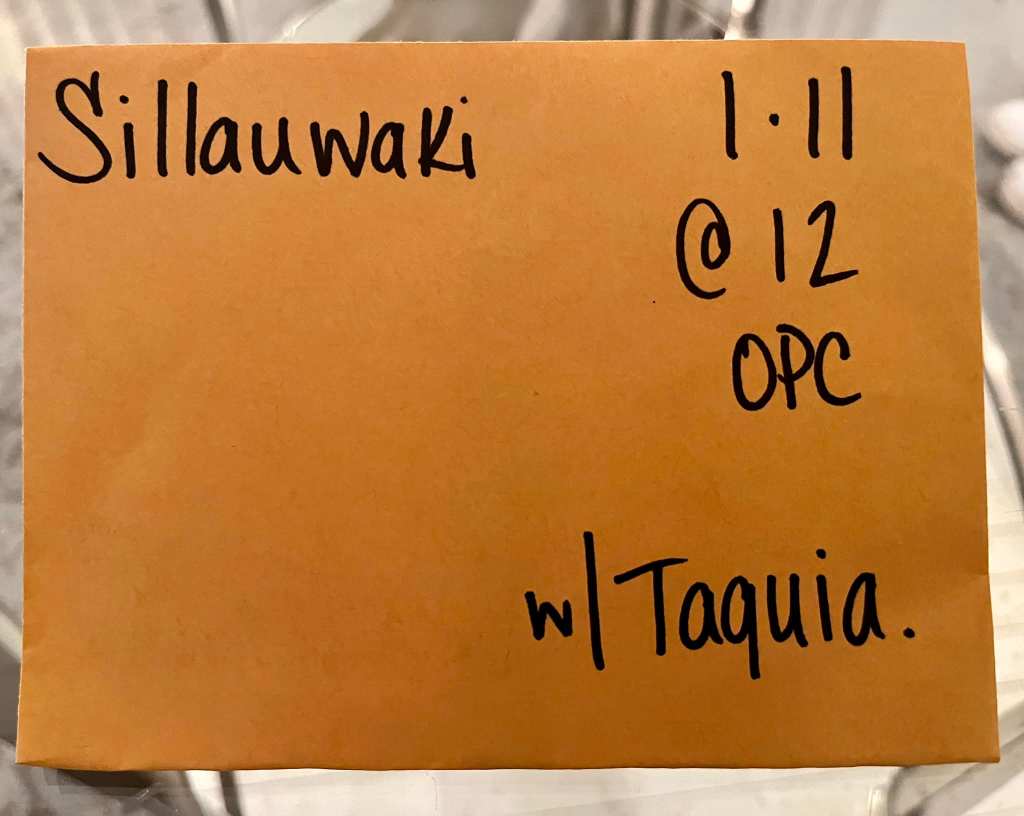 Sillauwaki
1.11
@ 12
OPC
w/ Taquia.